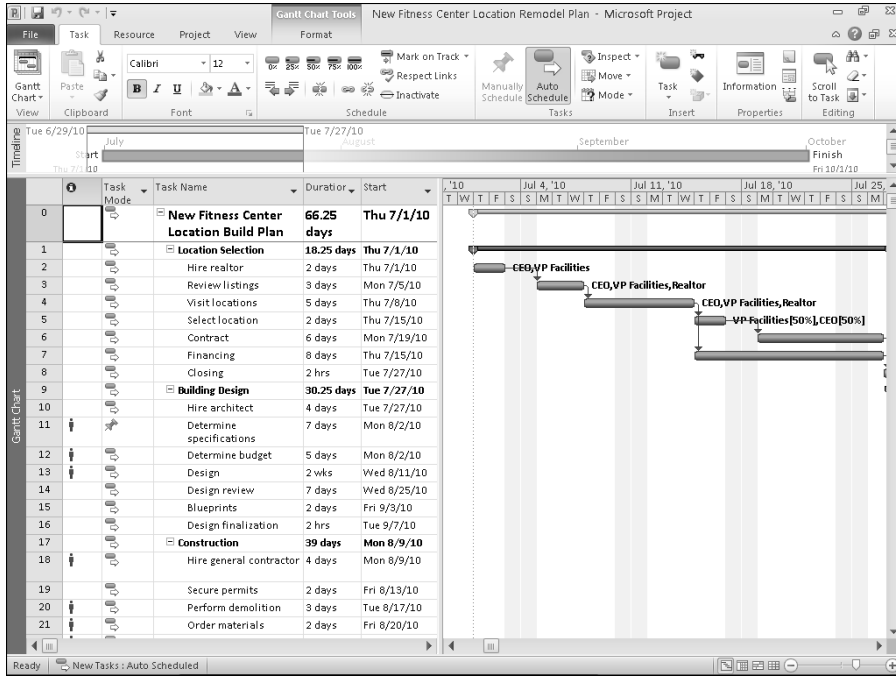 Gantt Chart Tools New Fitness Center Location Remodel Plan - Microsoft Project
File Task Resource Project View Format
Calibri 12
Mark on Track
Respect Links
Inactivate
Inspect
Move
Mode
Gantt Chart Paste Manually Schedule Auto Schedule Task Information Scroll to Task
B I U A
0% 25% 50% 75% 100%
View Clipboard Font Schedule Tasks Insert Properties Editing
Timeline
Tue 6/29/10 Tue 7/27/10
July August September October
Start Finish
Thu 7/1/10 Fri 10/1/10
Task Mode Task Name Duration Start
, '10 Jul 4, '10 Jul 11, '10 Jul 18, '10 Jul 25,
T W T F S S M T W T F S S M T W T F S S M T W T F S S M
Gantt Chart
0 New Fitness Center Location Build Plan 66.25 days Thu 7/1/10
1 Location Selection 18.25 days Thu 7/1/10
2 Hire realtor 2 days Thu 7/1/10 CEO,VP Facilities
3 Review listings 3 days Mon 7/5/10 CEO,VP Facilities,Realtor
4 Visit locations 5 days Thu 7/8/10 CEO,VP Facilities,Realtor
5 Select location 2 days Thu 7/15/10 VP Facilities[50%],CEO[50%]
6 Contract 6 days Mon 7/19/10
7 Financing 8 days Thu 7/15/10
8 Closing 2 hrs Tue 7/27/10
9 Building Design 30.25 days Tue 7/27/10
10 Hire architect 4 days Tue 7/27/10
11 Determine specifications 7 days Mon 8/2/10
12 Determine budget 5 days Mon 8/2/10
13 Design 2 wks Wed 8/11/10
14 Design review 7 days Wed 8/25/10
15 Blueprints 2 days Fri 9/3/10
16 Design finalization 2 hrs Tue 9/7/10
17 Construction 39 days Mon 8/9/10
18 Hire general contractor 4 days Mon 8/9/10
19 Secure permits 2 days Fri 8/13/10
20 Perform demolition 3 days Tue 8/17/10
21 Order materials 2 days Fri 8/20/10
Ready New Tasks : Auto Scheduled